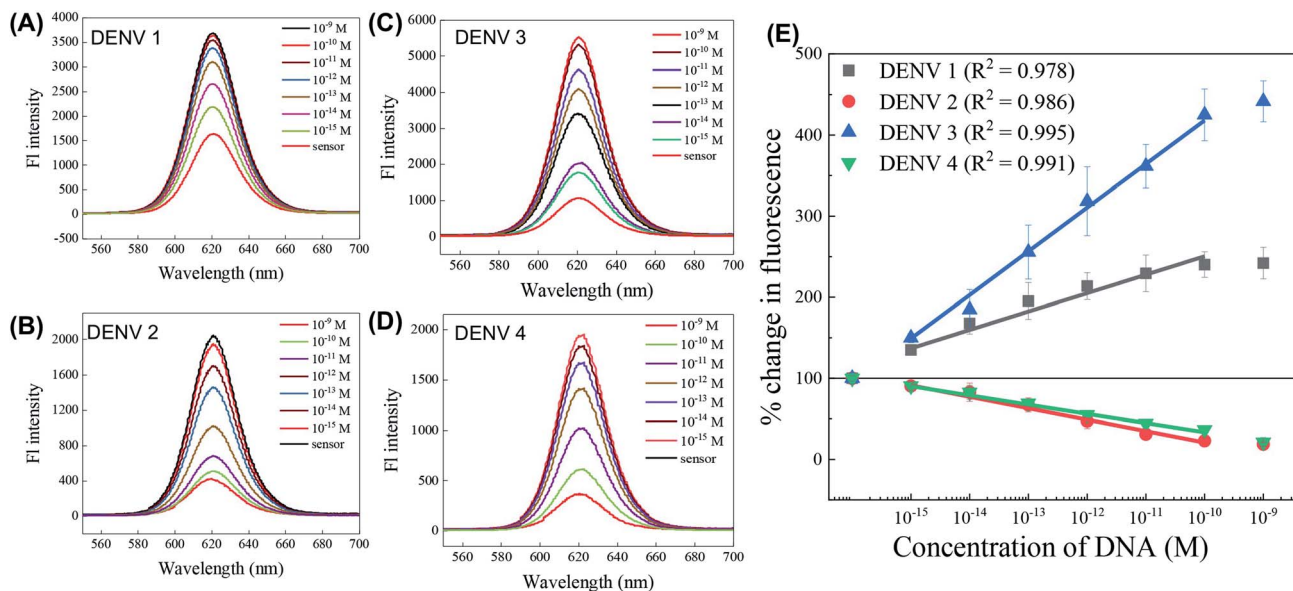 (A)
DENV 1
Fl intensity
4000
3500
3000
2500
2000
1500
1000
500
0
-500
560 580 600 620 640 660 680 700
Wavelength (nm)
10⁻⁹ M
10⁻¹⁰ M
10⁻¹¹ M
10⁻¹² M
10⁻¹³ M
10⁻¹⁴ M
10⁻¹⁵ M
sensor
(B)
DENV 2
Fl intensity
2000
1600
1200
800
400
0
560 580 600 620 640 660 680 700
Wavelength (nm)
10⁻⁹ M
10⁻¹⁰ M
10⁻¹¹ M
10⁻¹² M
10⁻¹³ M
10⁻¹⁴ M
10⁻¹⁵ M
sensor
(C)
DENV 3
Fl intensity
6000
5000
4000
3000
2000
1000
0
560 580 600 620 640 660 680 700
Wavelength (nm)
10⁻⁹ M
10⁻¹⁰ M
10⁻¹¹ M
10⁻¹² M
10⁻¹³ M
10⁻¹⁴ M
10⁻¹⁵ M
sensor
(D)
DENV 4
Fl intensity
2000
1500
1000
500
0
560 580 600 620 640 660 680 700
Wavelength (nm)
10⁻⁹ M
10⁻¹⁰ M
10⁻¹¹ M
10⁻¹² M
10⁻¹³ M
10⁻¹⁴ M
10⁻¹⁵ M
sensor
(E)
% change in fluorescence
500
400
300
200
100
0
DENV 1 (R² = 0.978)
DENV 2 (R² = 0.986)
DENV 3 (R² = 0.995)
DENV 4 (R² = 0.991)
10⁻¹⁵ 10⁻¹⁴ 10⁻¹³ 10⁻¹² 10⁻¹¹ 10⁻¹⁰ 10⁻⁹
Concentration of DNA (M)